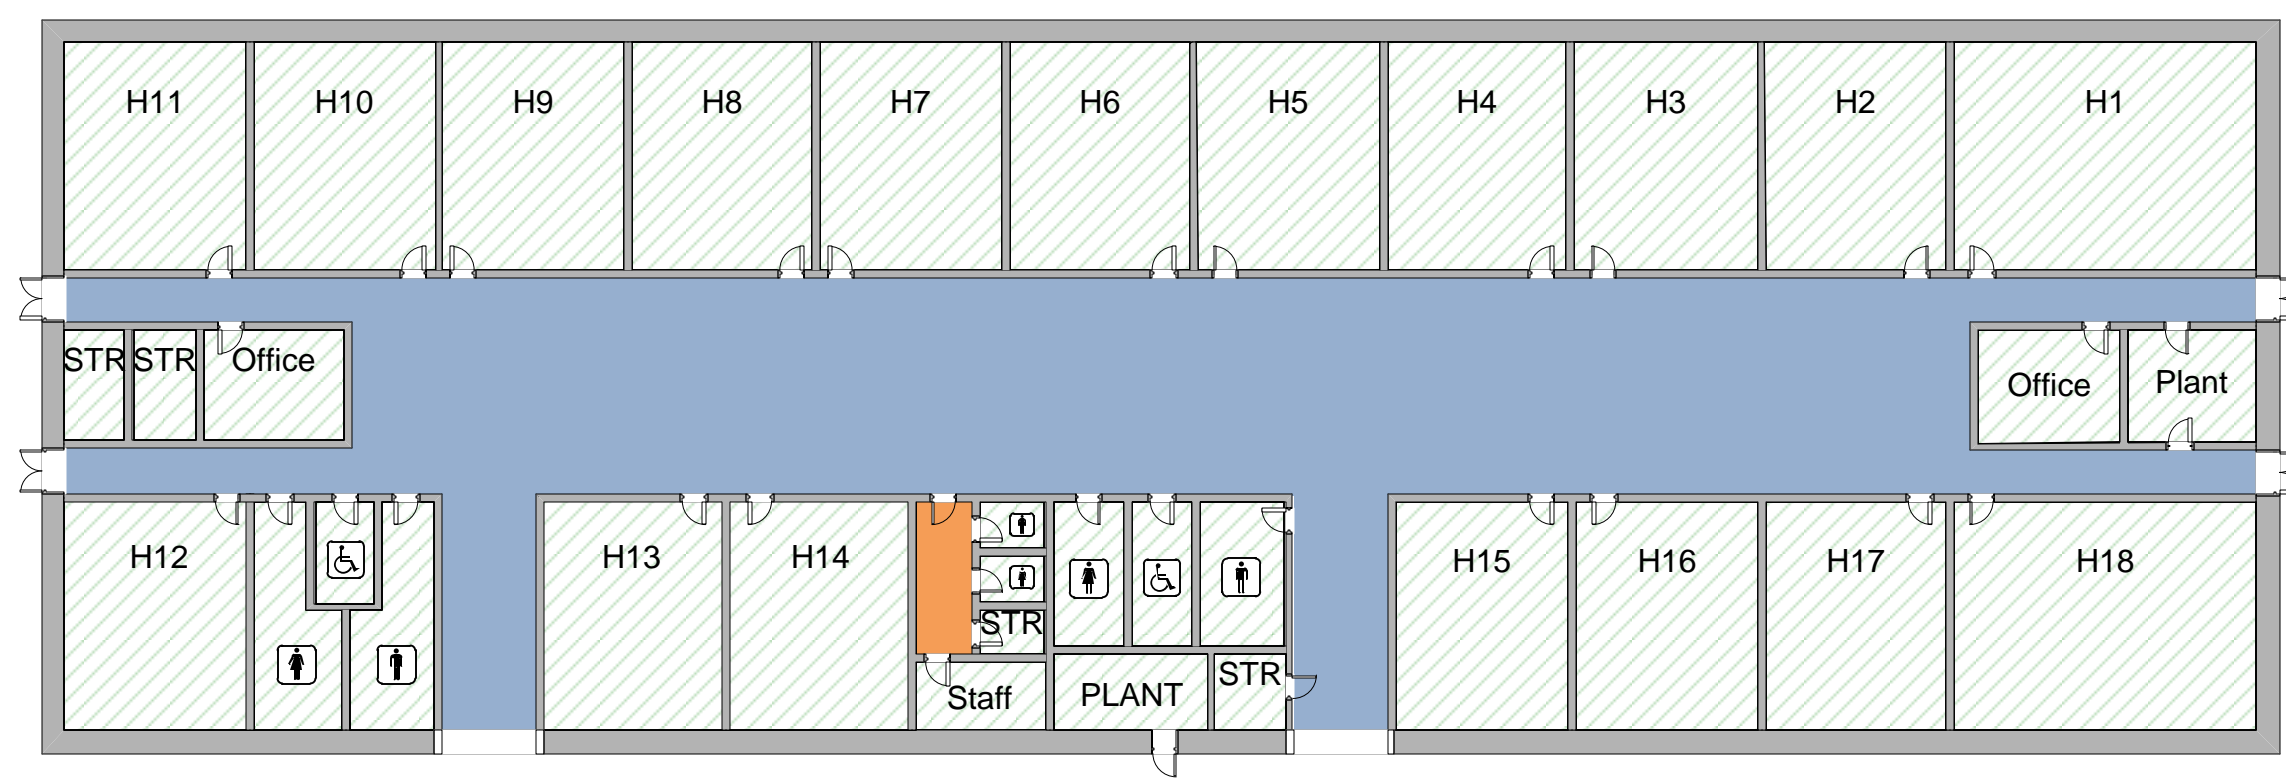 H11 H10 H9 H8 H7 H6 H5 H4 H3 H2 H1
STR STR Office Office Plant
H12 H13 H14 H15 H16 H17 H18
STR
STR
Staff PLANT